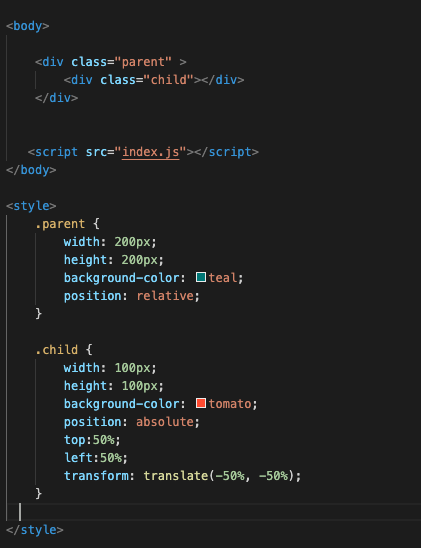 <body>
<div class="parent" >
<div class="child"></div>
</div>
<script src="index.js"></script>
</body>
<style>
.parent {
width: 200px;
height: 200px;
background-color: teal;
position: relative;
}
.child {
width: 100px;
height: 100px;
background-color: tomato;
position: absolute;
top:50%;
left:50%;
transform: translate(-50%, -50%);
}
</style>